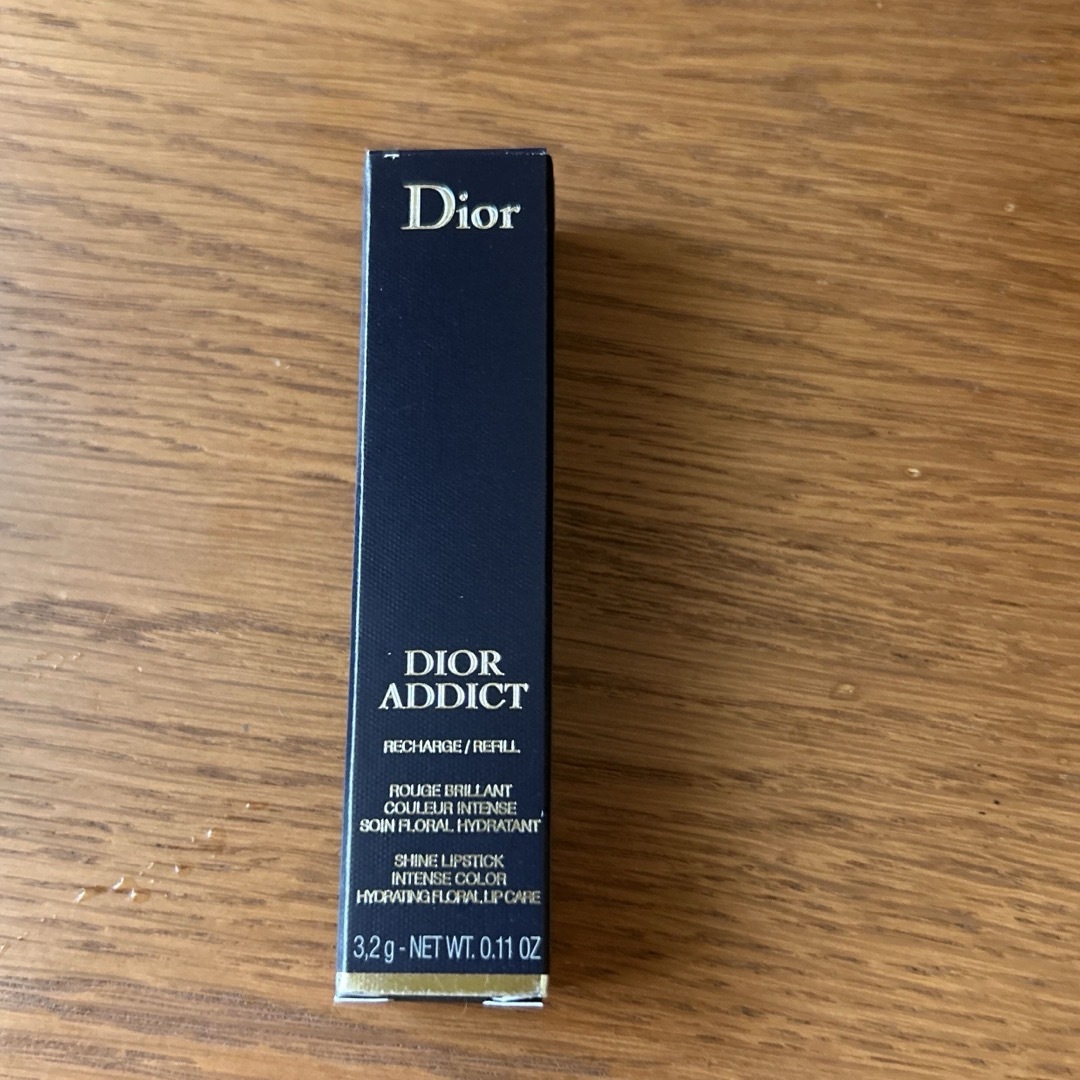 Dior
DIOR
ADDICT
RECHARGE / REFILL
ROUGE BRILLANT
COULEUR INTENSE
SOIN FLORAL HYDRATANT
SHINE LIPSTICK
INTENSE COLOR
HYDRATING FLORAL LIP CARE
3,2 g - NET WT. 0.11 OZ